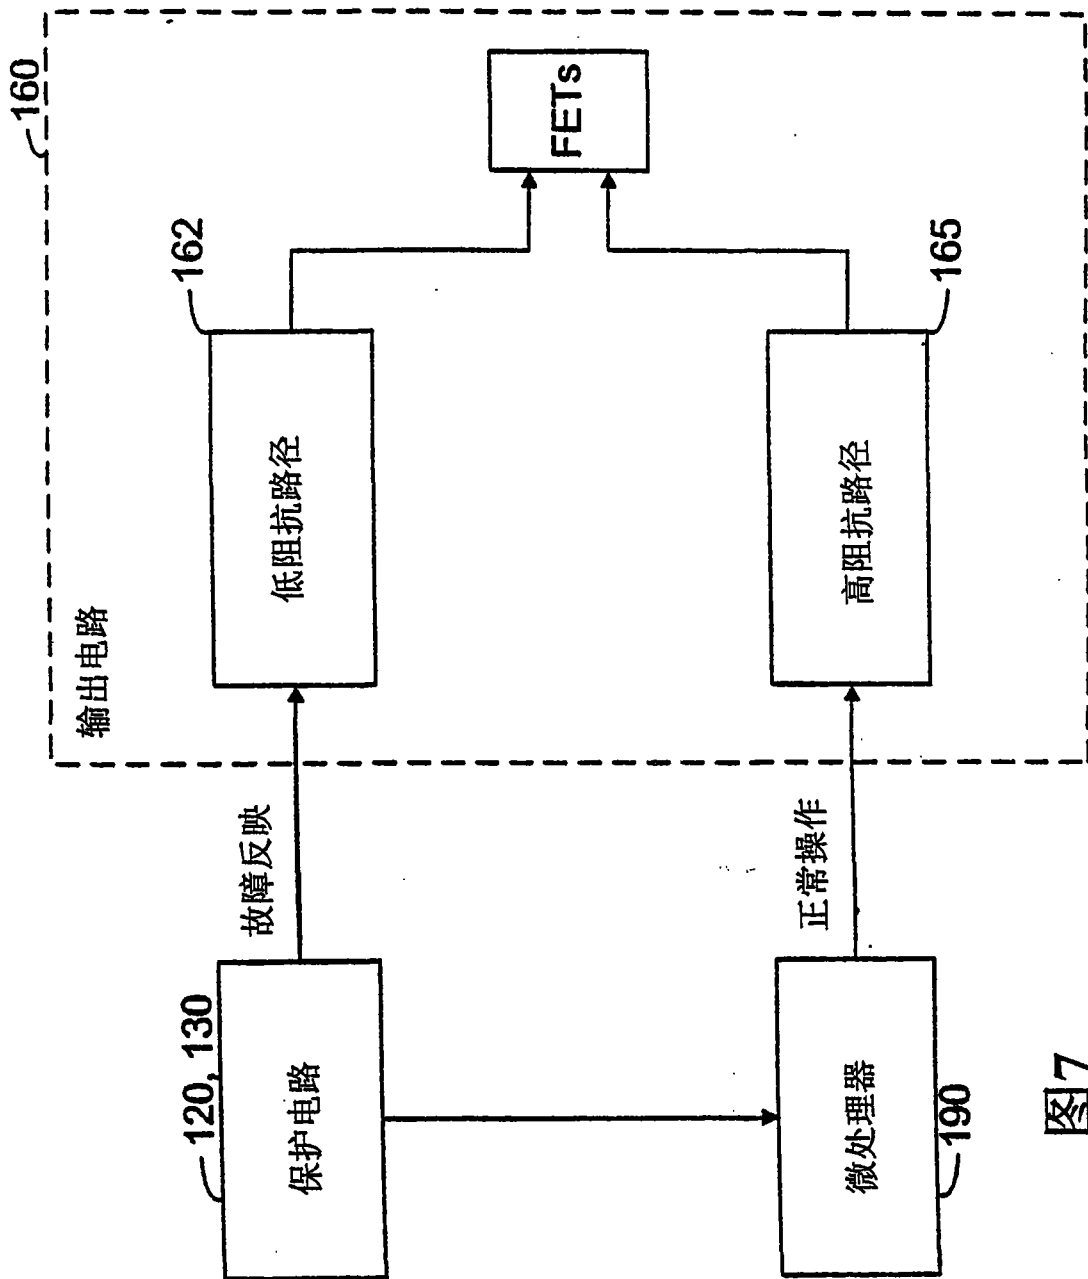 160
输出电路
120, 130
保护电路
故障反映
低阻抗路径
162
FETs
微处理器
190
正常操作
高阻抗路径
165
图7